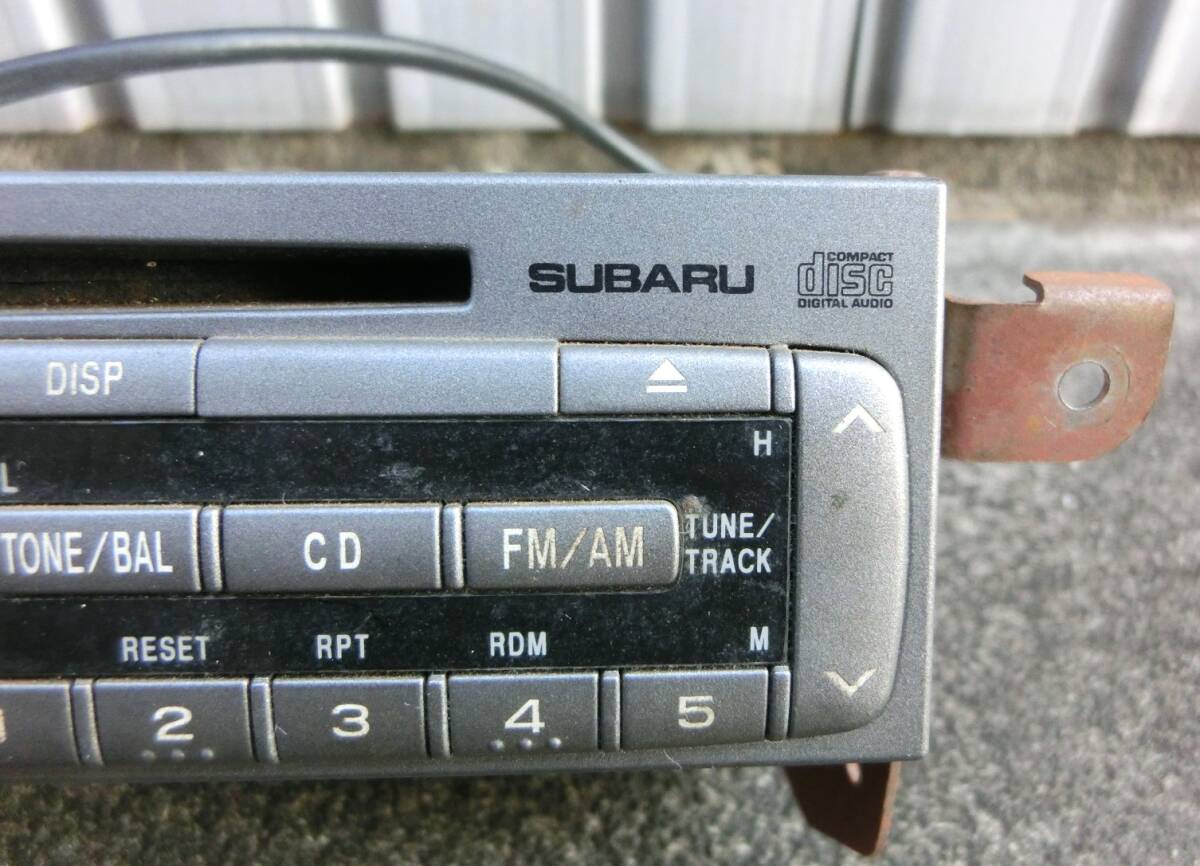 SUBARU
COMPACT
disc
DIGITAL AUDIO
DISP
H
L
TONE/BAL
CD
FM/AM
TUNE/
TRACK
RESET
RPT
RDM
M
2
3
4
5